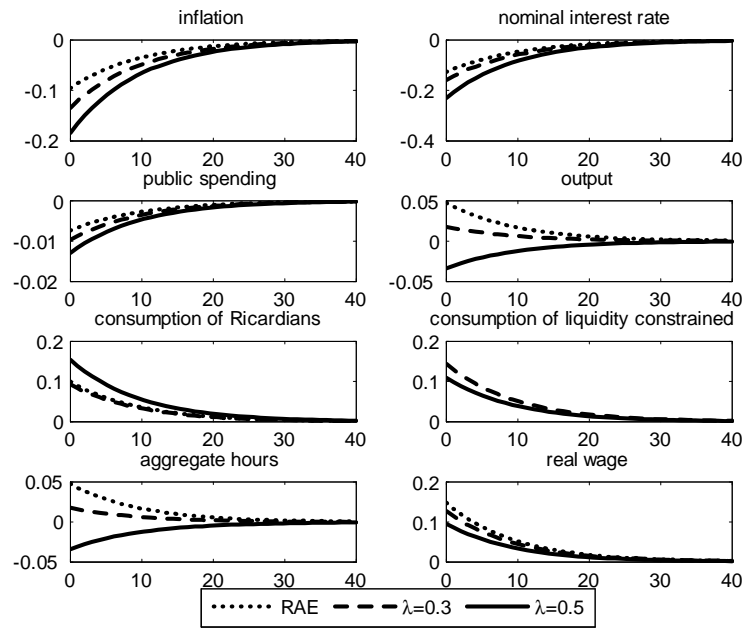 inflation
nominal interest rate
0
-0.1
-0.2
0 10 20 30 40
0
-0.2
-0.4
0 10 20 30 40
public spending
output
0
-0.01
-0.02
0 10 20 30 40
0.05
0
-0.05
0 10 20 30 40
consumption of Ricardians
consumption of liquidity constrained
0.2
0.1
0
0 10 20 30 40
0.2
0.1
0
0 10 20 30 40
aggregate hours
real wage
0.05
0
-0.05
0 10 20 30 40
0.2
0.1
0
0 10 20 30 40
RAE λ=0.3 λ=0.5